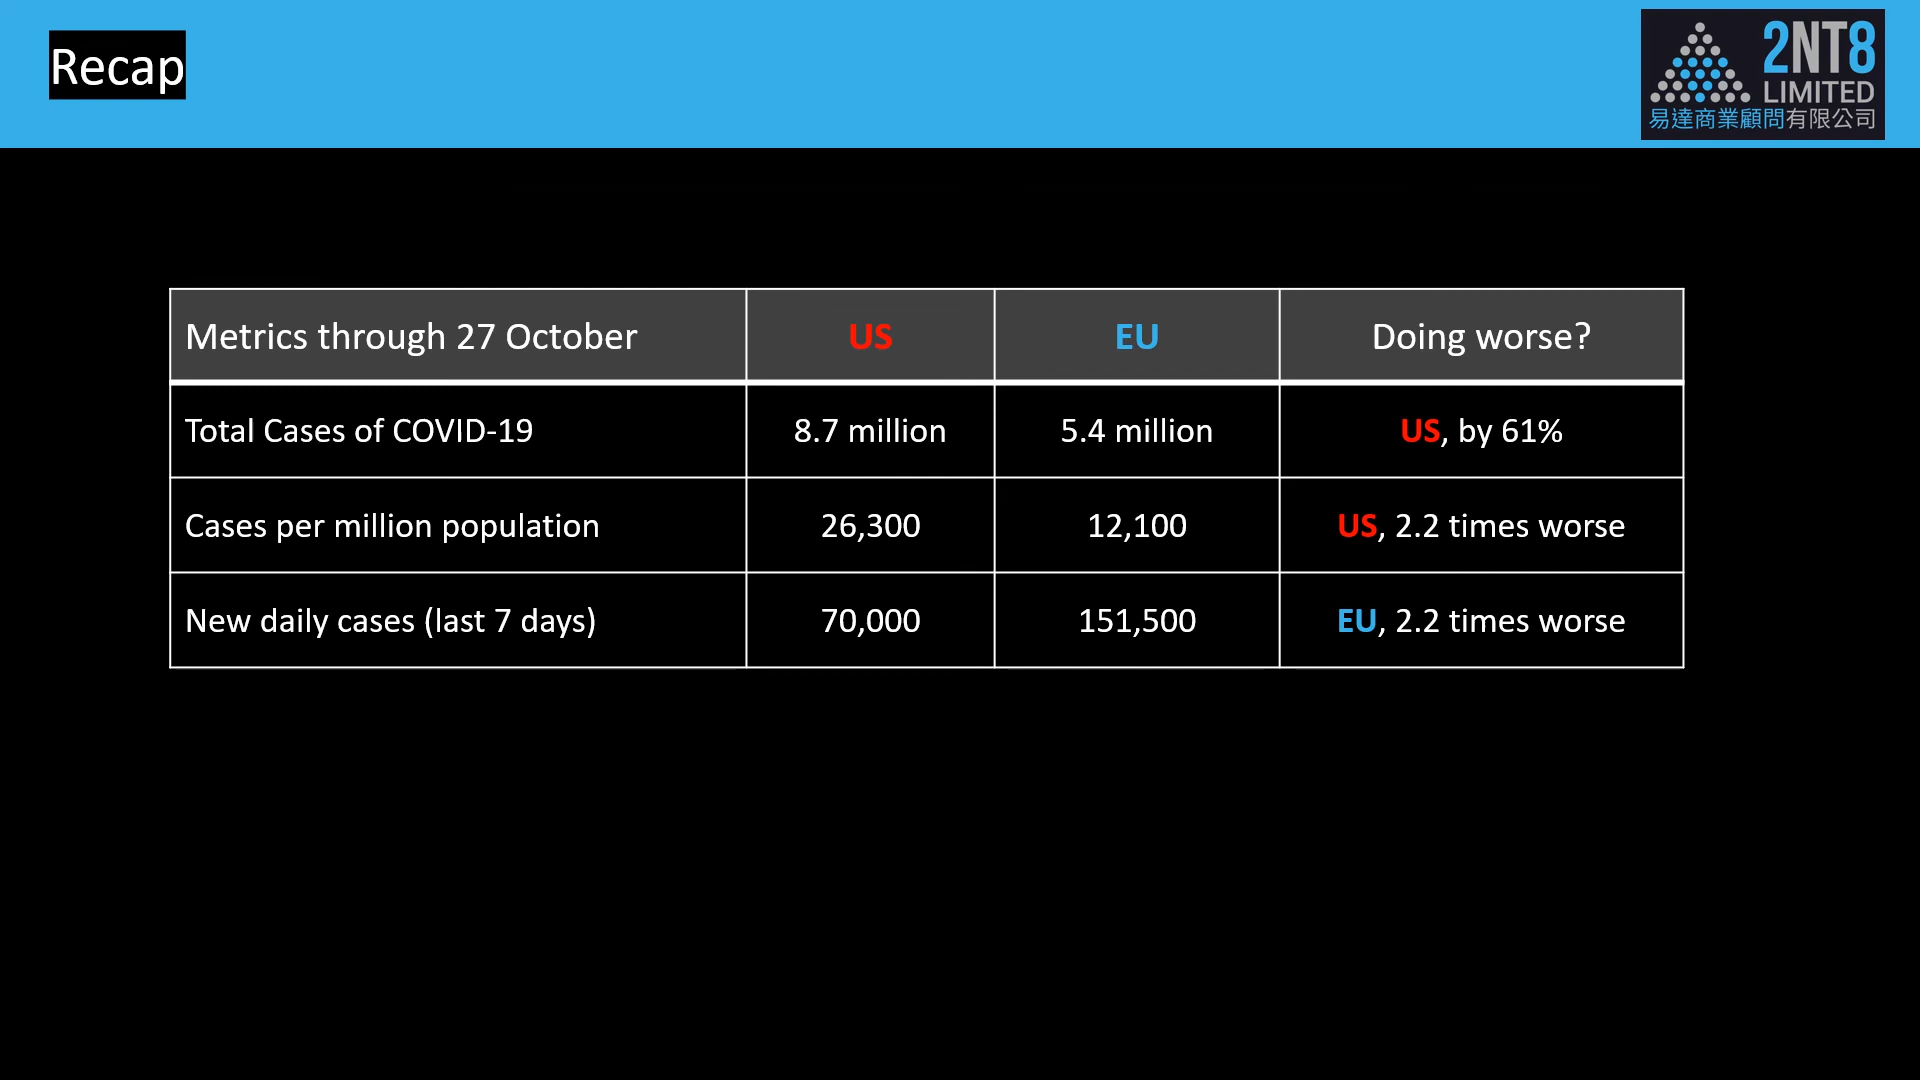 Recap
2NT8
LIMITED
易達商業顧問有限公司
Metrics through 27 October US EU Doing worse?
Total Cases of COVID-19 8.7 million 5.4 million US, by 61%
Cases per million population 26,300 12,100 US, 2.2 times worse
New daily cases (last 7 days) 70,000 151,500 EU, 2.2 times worse